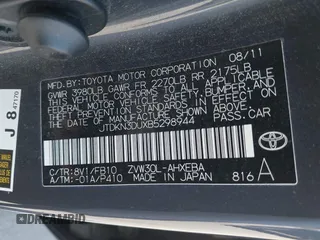 MFD.BY:TOYOTA MOTOR CORPORATION 08/11
GVWR 3980LB GAWR FR 2270LB RR 2175LB
THIS VEHICLE CONFORMS TO ALL APPLICABLE
FEDERAL MOTOR VEHICLE SAFETY, BUMPER, AND
THEFT PREVENTION STANDARDS IN EFFECT ON
THE DATE OF MANUFACTURE SHOWN ABOVE.
JTDKN3DUXB5298944
PASS.CAR
C/TR:8V1/FB10 ZVW30L-AHXEBA
A/TM:-01A/P410 MADE IN JAPAN 816A
J 8
47170